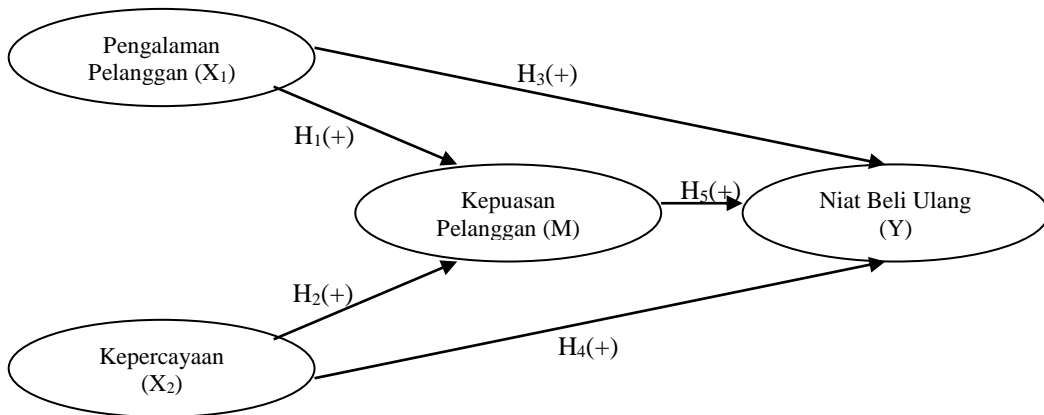 Pengalaman
Pelanggan (X₁)
H₃(+)
H₁(+)
Kepuasan
Pelanggan (M)
H₅(+)
Niat Beli Ulang
(Y)
H₂(+)
Kepercayaan
(X₂)
H₄(+)